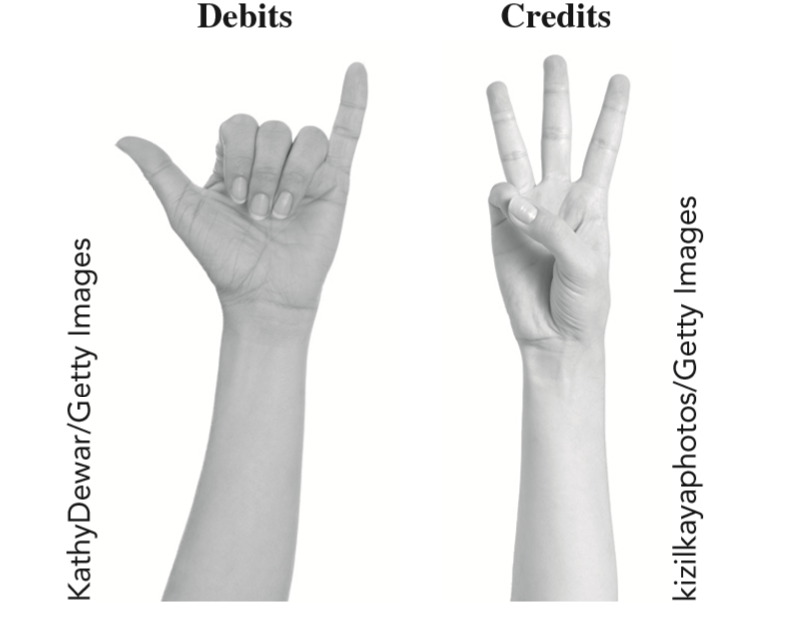 Debits
Credits
KathyDewar/Getty Images
kizilkayaphotos/Getty Images